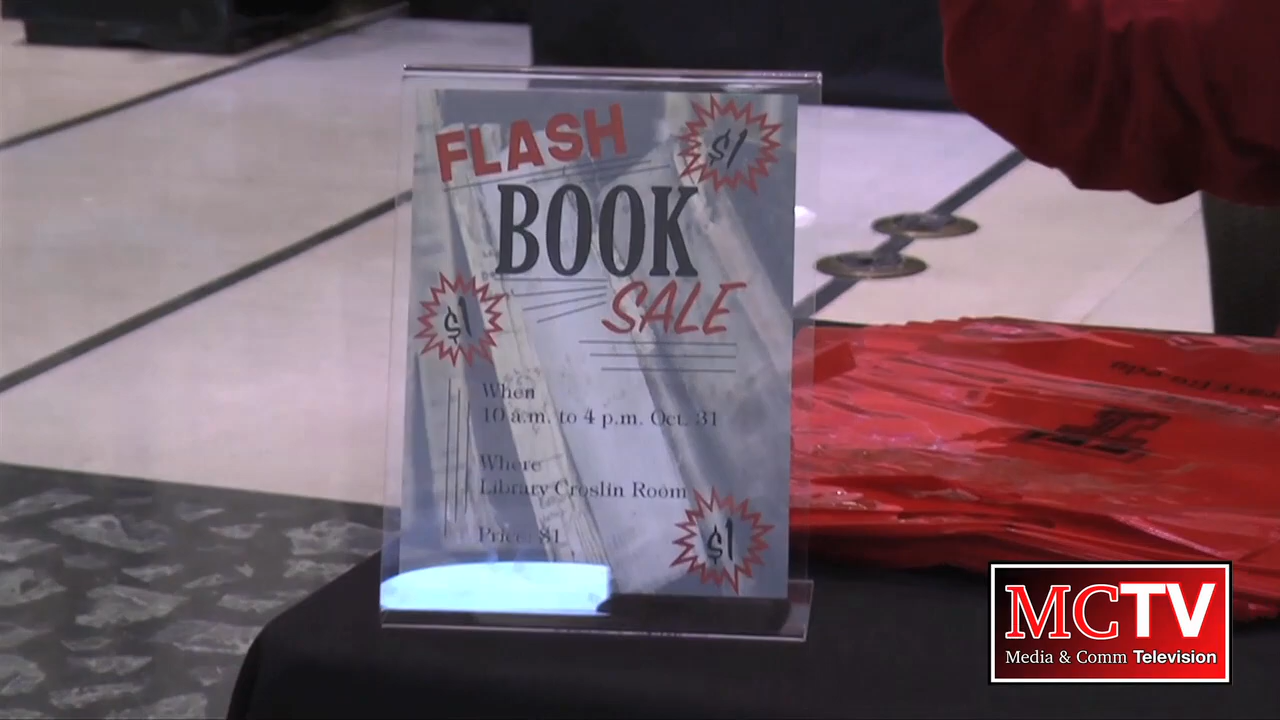 FLASH
$1
BOOK
SALE
$1
When
10 a.m. to 4 p.m. Oct. 31
Where
Library Croslin Room
Price: $1
$1
MCTV
Media & Comm Television